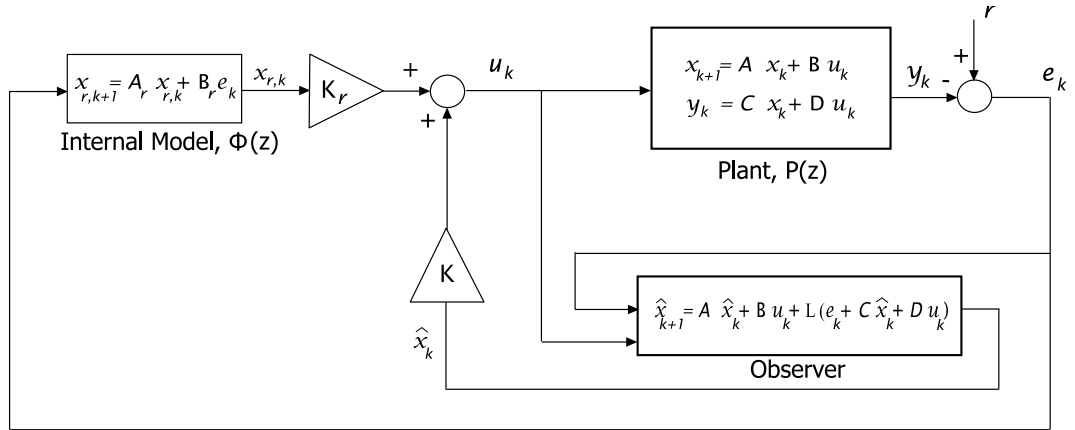 r
x_{r,k+1} = A_r x_{r,k} + B_r e_k
x_{r,k}
K_r
+
+
u_k
x_{k+1} = A x_k + B u_k
y_k = C x_k + D u_k
y_k
-
+
e_k
Internal Model, Φ(z)
Plant, P(z)
K
x̂_k
x̂_{k+1} = A x̂_k + B u_k + L (e_k + C x̂_k + D u_k)
Observer